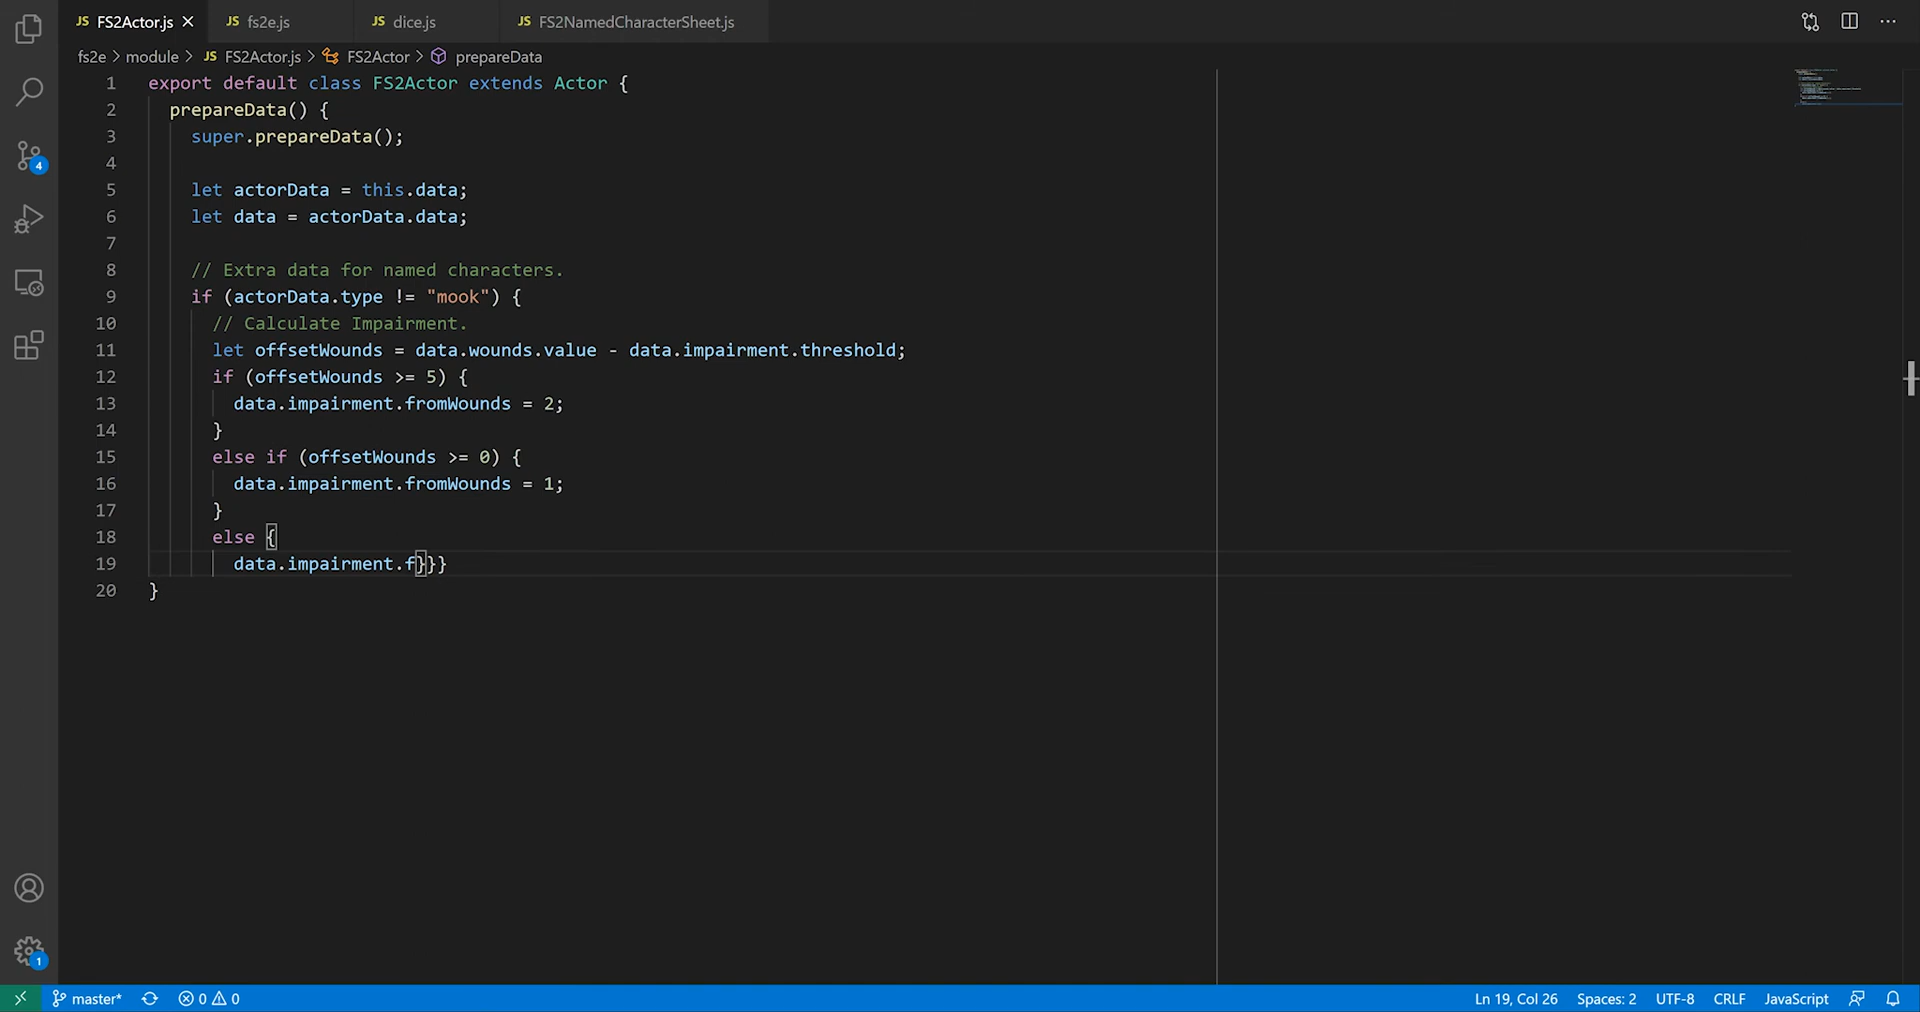 JS FS2Actor.js × JS fs2e.js JS dice.js JS FS2NamedCharacterSheet.js
fs2e > module > JS FS2Actor.js > FS2Actor > prepareData
1 export default class FS2Actor extends Actor {
2 prepareData() {
3 super.prepareData();
4
5 let actorData = this.data;
6 let data = actorData.data;
7
8 // Extra data for named characters.
9 if (actorData.type != "mook") {
10 // Calculate Impairment.
11 let offsetWounds = data.wounds.value - data.impairment.threshold;
12 if (offsetWounds >= 5) {
13 data.impairment.fromWounds = 2;
14 }
15 else if (offsetWounds >= 0) {
16 data.impairment.fromWounds = 1;
17 }
18 else {
19 data.impairment.f}}}
20 }
4
1
master* 0 0 Ln 19, Col 26 Spaces: 2 UTF-8 CRLF JavaScript